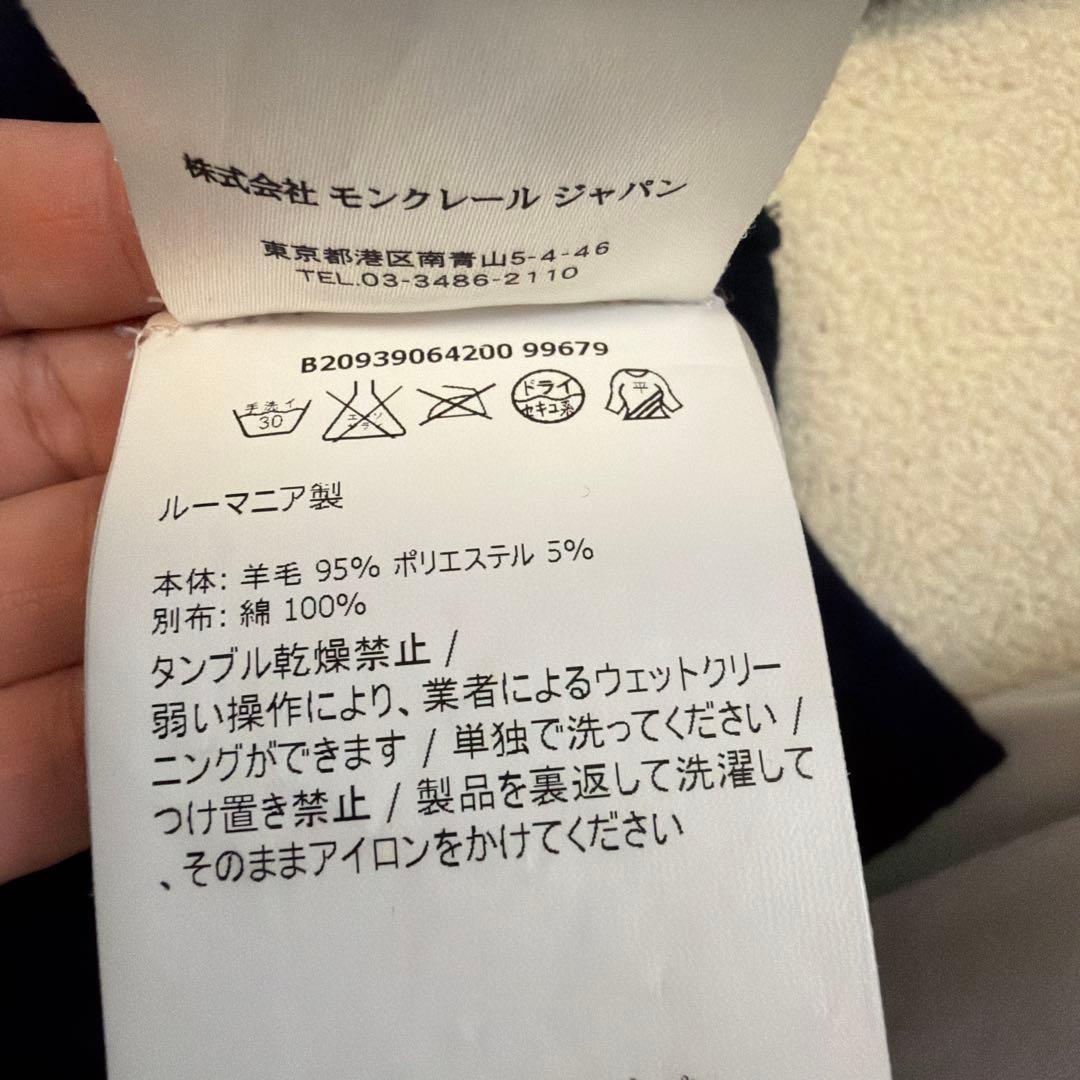 株式会社 モンクレール ジャパン
東京都港区南青山5-4-46
TEL.03-3486-2110
B20939064200 99679
手洗イ
30
エンソ
サラシ
ドライ
セキユ系
平
ルーマニア製
本体: 羊毛 95% ポリエステル 5%
別布: 綿 100%
タンブル乾燥禁止 /
弱い操作により、業者によるウェットクリー
ニングができます / 単独で洗ってください /
つけ置き禁止 / 製品を裏返して洗濯して
、そのままアイロンをかけてください